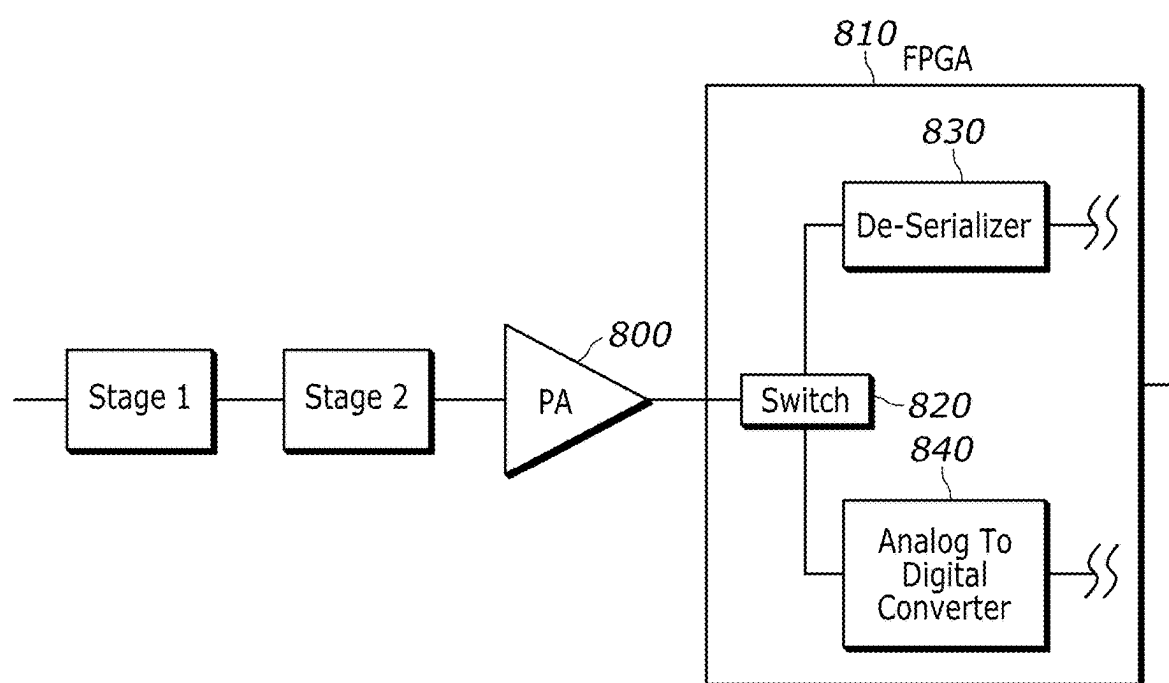 810
FPGA
830
De-Serializer
800
Stage 1
Stage 2
PA
Switch
820
840
Analog To
Digital
Converter